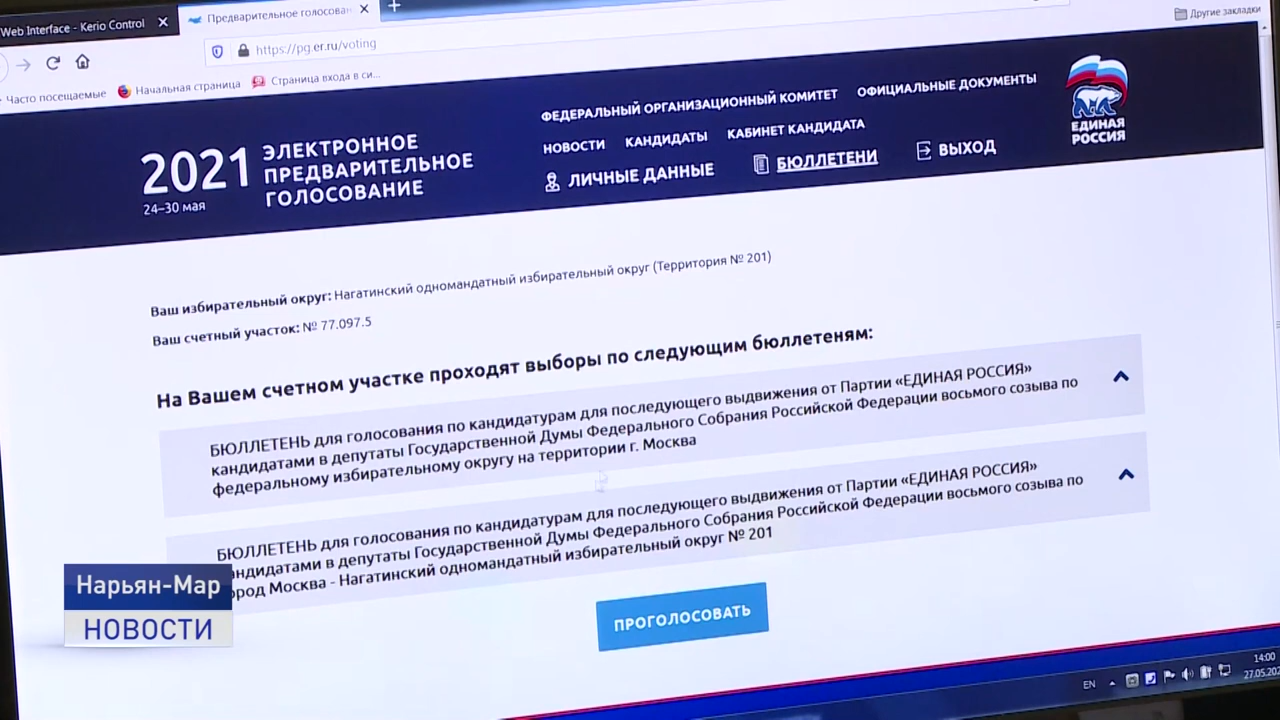 Web Interface - Kerio Control
Предварительное голосован
https://pg.er.ru/voting
Другие закладки
Часто посещаемые
Начальная страница
Страница входа в си...
2021
24–30 мая
ЭЛЕКТРОННОЕ
ПРЕДВАРИТЕЛЬНОЕ
ГОЛОСОВАНИЕ
ФЕДЕРАЛЬНЫЙ ОРГАНИЗАЦИОННЫЙ КОМИТЕТ
ОФИЦИАЛЬНЫЕ ДОКУМЕНТЫ
НОВОСТИ
КАНДИДАТЫ
КАБИНЕТ КАНДИДАТА
ЛИЧНЫЕ ДАННЫЕ
БЮЛЛЕТЕНИ
ВЫХОД
ЕДИНАЯ
РОССИЯ
Ваш избирательный округ: Нагатинский одномандатный избирательный округ (Территория № 201)
Ваш счетный участок: № 77.097.5
На Вашем счетном участке проходят выборы по следующим бюллетеням:
БЮЛЛЕТЕНЬ для голосования по кандидатурам для последующего выдвижения от Партии «ЕДИНАЯ РОССИЯ»
кандидатами в депутаты Государственной Думы Федерального Собрания Российской Федерации восьмого созыва по
федеральному избирательному округу на территории г. Москва
БЮЛЛЕТЕНЬ для голосования по кандидатурам для последующего выдвижения от Партии «ЕДИНАЯ РОССИЯ»
кандидатами в депутаты Государственной Думы Федерального Собрания Российской Федерации восьмого созыва по
ород Москва - Нагатинский одномандатный избирательный округ № 201
ПРОГОЛОСОВАТЬ
Нарьян-Мар
НОВОСТИ
EN
14:00
27.05.202